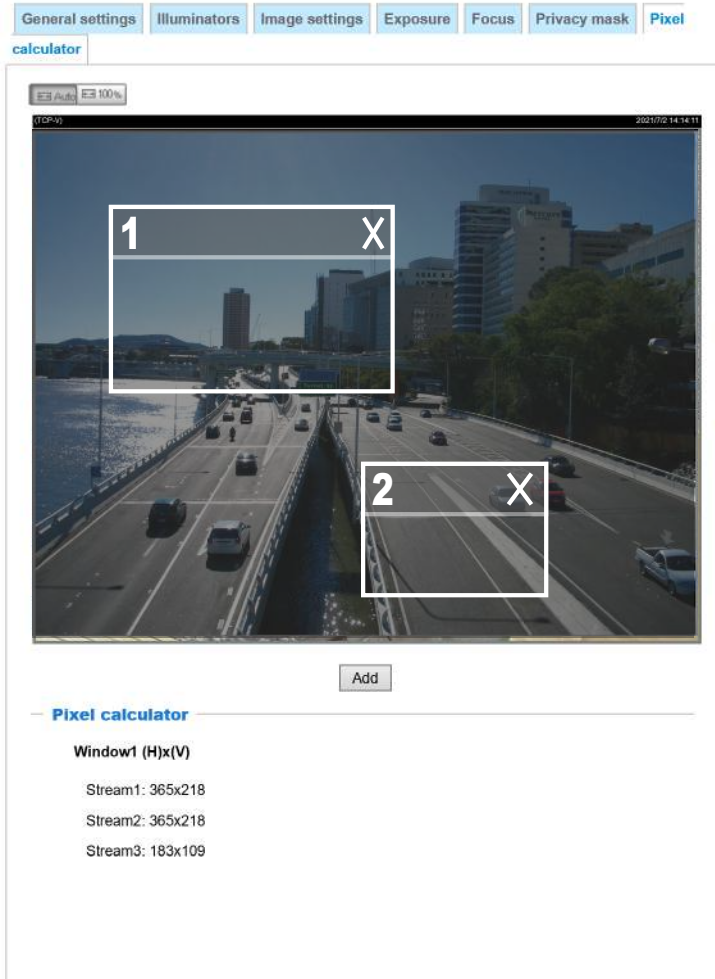 General settings Illuminators Image settings Exposure Focus Privacy mask Pixel
calculator
Auto 100%
(TCP-V) 2021/7/2 14:14:11
1 X
2 X
Add
Pixel calculator
Window1 (H)x(V)
Stream1: 365x218
Stream2: 365x218
Stream3: 183x109